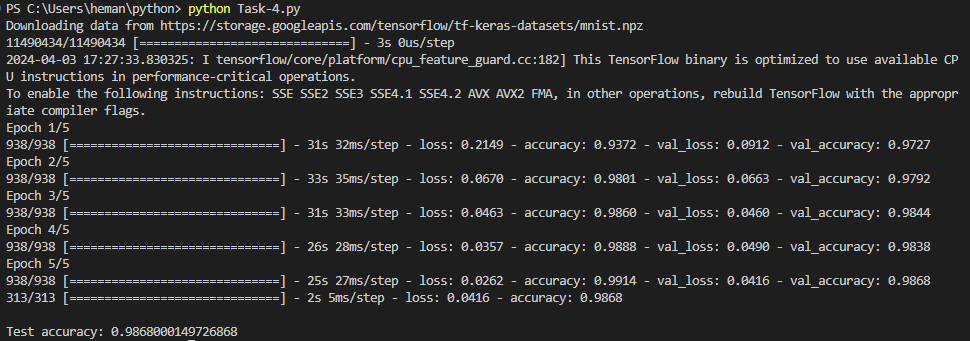 PS C:\Users\heman\python> python Task-4.py
Downloading data from https://storage.googleapis.com/tensorflow/tf-keras-datasets/mnist.npz
11490434/11490434 [==============================] - 3s 0us/step
2024-04-03 17:27:33.830325: I tensorflow/core/platform/cpu_feature_guard.cc:182] This TensorFlow binary is optimized to use available CP
U instructions in performance-critical operations.
To enable the following instructions: SSE SSE2 SSE3 SSE4.1 SSE4.2 AVX AVX2 FMA, in other operations, rebuild TensorFlow with the appropr
iate compiler flags.
Epoch 1/5
938/938 [==============================] - 31s 32ms/step - loss: 0.2149 - accuracy: 0.9372 - val_loss: 0.0912 - val_accuracy: 0.9727
Epoch 2/5
938/938 [==============================] - 33s 35ms/step - loss: 0.0670 - accuracy: 0.9801 - val_loss: 0.0663 - val_accuracy: 0.9792
Epoch 3/5
938/938 [==============================] - 31s 33ms/step - loss: 0.0463 - accuracy: 0.9860 - val_loss: 0.0460 - val_accuracy: 0.9844
Epoch 4/5
938/938 [==============================] - 26s 28ms/step - loss: 0.0357 - accuracy: 0.9888 - val_loss: 0.0490 - val_accuracy: 0.9838
Epoch 5/5
938/938 [==============================] - 25s 27ms/step - loss: 0.0262 - accuracy: 0.9914 - val_loss: 0.0416 - val_accuracy: 0.9868
313/313 [==============================] - 2s 5ms/step - loss: 0.0416 - accuracy: 0.9868
Test accuracy: 0.9868000149726868